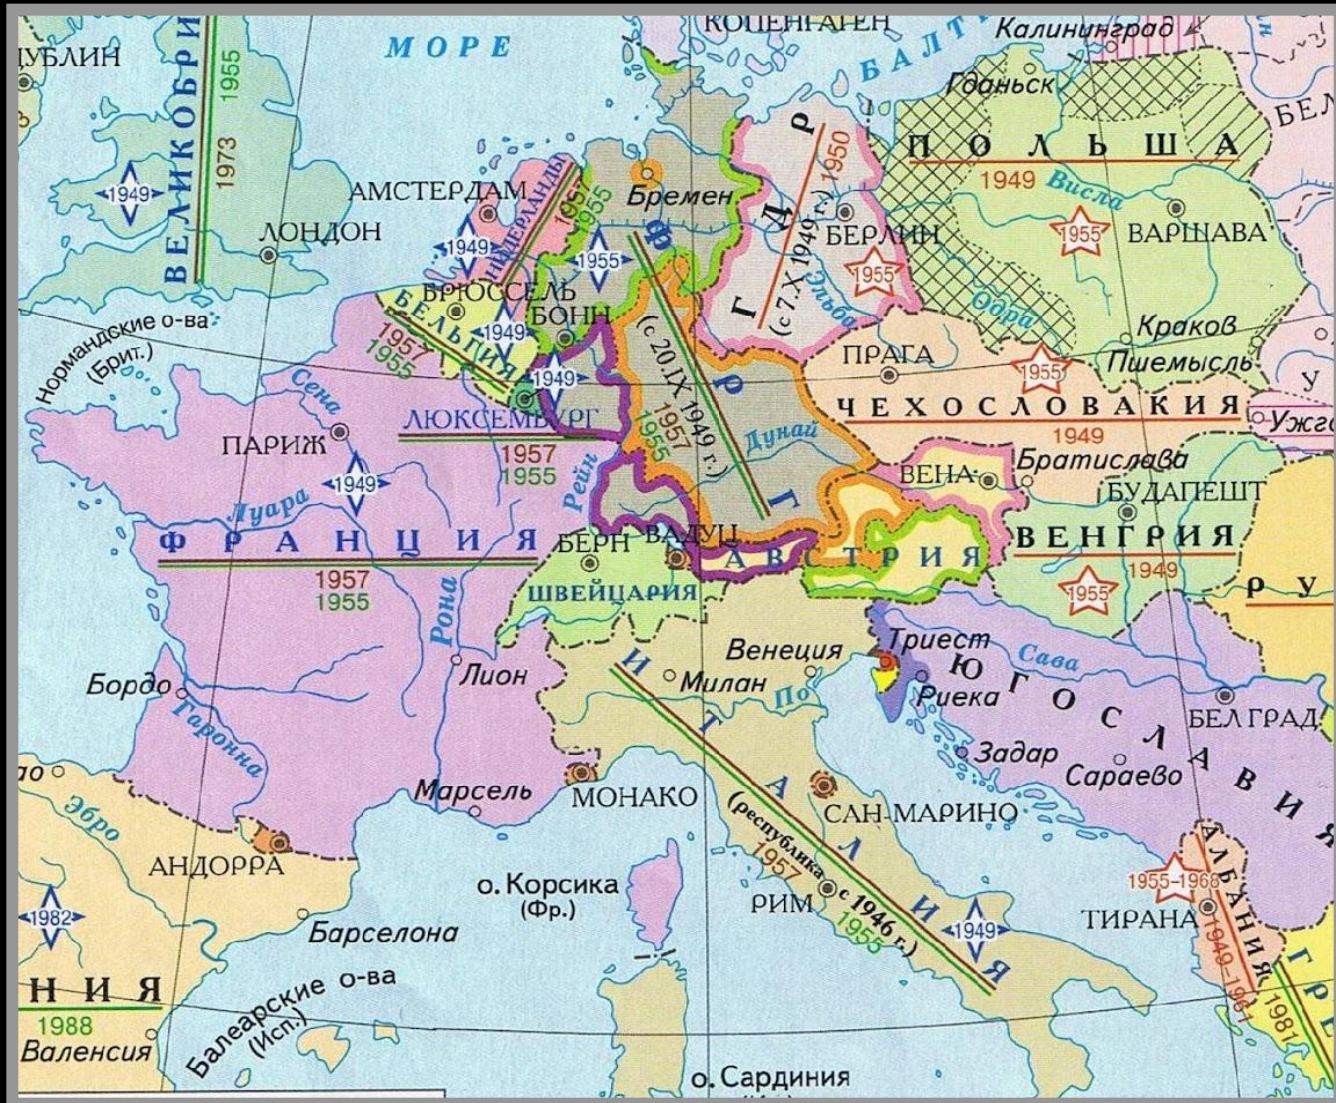 МОРЕ
КОПЕНГАГЕН
БАЛТ
Калининград
Гданьск
БЕЛ
ДУБЛИН
ВЕЛИКОБРИ
1955
1973
1949
ЛОНДОН
АМСТЕРДАМ
НИДЕРЛАНДЫ
1957
1955
1949
Бремен
1955
ГДР
(с 7.X 1949 г.)
1950
БЕРЛИН
1955
Эльба
ПОЛЬША
1949
Висла
1955
ВАРШАВА
Одра
Краков
Пшемысль
Нормандские о-ва
(Брит.)
БРЮССЕЛЬ
БЕЛЬГИЯ
1957
1955
1949
БОНН
1949
ЛЮКСЕМБУРГ
1957
1955
ФРГ
(с 20.IX 1949 г.)
1957
1955
Дунай
Рейн
ПРАГА
1955
ЧЕХОСЛОВАКИЯ
1949
У
Ужго
Сена
ПАРИЖ
1949
Луара
ФРАНЦИЯ
1957
1955
Рона
Лион
Бордо
Гаронна
Марсель
БЕРН
ВАДУЦ
ШВЕЙЦАРИЯ
АВСТРИЯ
ВЕНА
Братислава
БУДАПЕШТ
ВЕНГРИЯ
1949
1955
РУ
Венеция
Милан
По
Триест
Риека
ЮГОСЛАВИЯ
Сава
БЕЛГРАД
Задар
Сараево
ИТАЛИЯ
(республика с 1946 г.)
1957
1955
1949
МОНАКО
САН-МАРИНО
РИМ
о. Корсика
(Фр.)
о. Сардиния
АНДОРРА
Эбро
ао
1982
Барселона
НИЯ
1988
Валенсия
Балеарские о-ва
(Исп.)
АЛБАНИЯ
1955-1968
ТИРАНА
1949-1961
ГРЕ
1981